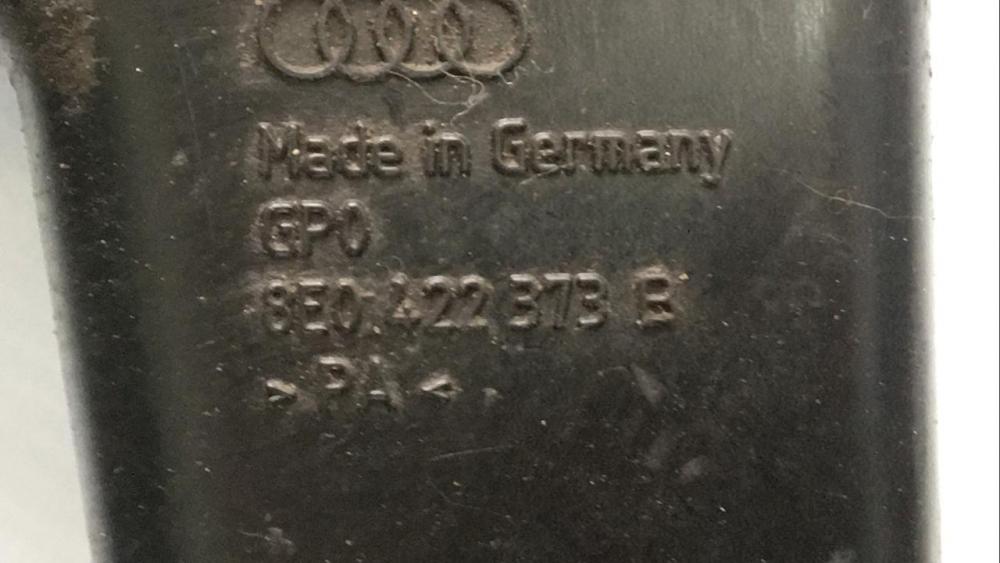 Made in Germany
GPO
8E0.422 373 B
> PA <